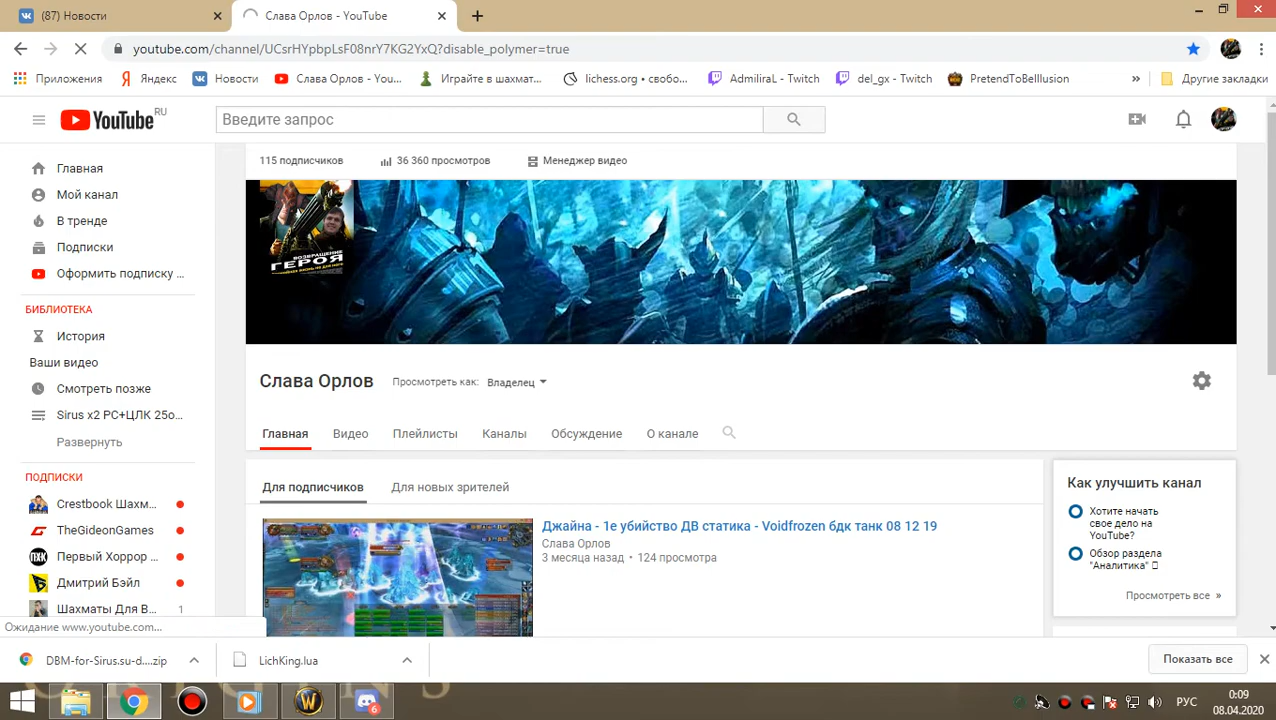 (87) Новости
Слава Орлов - YouTube
youtube.com/channel/UCsrHYpbpLsF08nrY7KG2YxQ?disable_polymer=true
Приложения
Яндекс
Новости
Слава Орлов - You...
Играйте в шахмат...
lichess.org • свобо...
AdmiriraL - Twitch
del_gx - Twitch
PretendToBeIllusion
»
Другие закладки
YouTube RU
Введите запрос
115 подписчиков
36 360 просмотров
Менеджер видео
Главная
Мой канал
В тренде
Подписки
Оформить подписку ...
БИБЛИОТЕКА
История
Ваши видео
Смотреть позже
Sirus x2 РС+ЦЛК 25о...
Развернуть
ПОДПИСКИ
Crestbook Шахм...
TheGideonGames
Первый Хоррор ...
Дмитрий Бэйл
Шахматы Для В... 1
ВОЗВРАЩЕНИЕ
ГЕРОЯ
Слава Орлов
Просмотреть как: Владелец
Главная
Видео
Плейлисты
Каналы
Обсуждение
О канале
Для подписчиков
Для новых зрителей
Джайна - 1е убийство ДВ статика - Voidfrozen бдк танк 08 12 19
Слава Орлов
3 месяца назад • 124 просмотра
Как улучшить канал
Хотите начать
свое дело на
YouTube?
Обзор раздела
"Аналитика"
Просмотреть все »
Ожидание www.youtube.com...
DBM-for-Sirus.su-d....zip
LichKing.lua
Показать все
6
РУС
0:09
08.04.2020